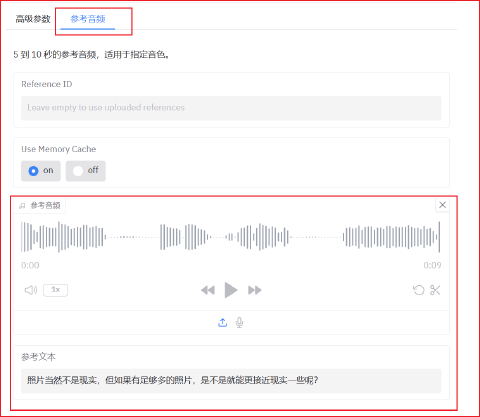 高级参数 参考音频
5 到 10 秒的参考音频，适用于指定音色。
Reference ID
Leave empty to use uploaded references
Use Memory Cache
on off
参考音频
0:00 0:09
1x
参考文本
照片当然不是现实，但如果有足够多的照片，是不是就能更接近现实一些呢？